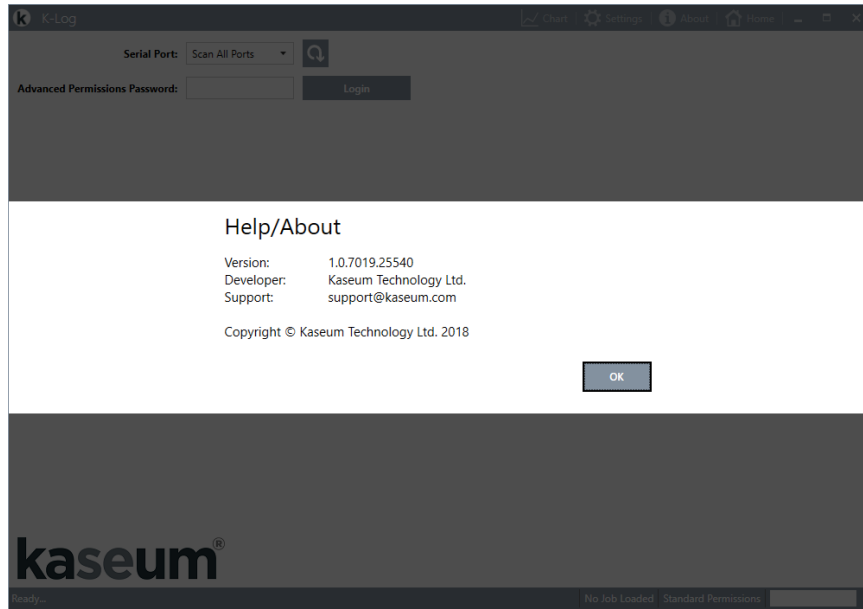 k K-Log Chart Settings About Home
Serial Port: Scan All Ports
Advanced Permissions Password: Login
Help/About
Version: 1.0.7019.25540
Developer: Kaseum Technology Ltd.
Support: support@kaseum.com
Copyright © Kaseum Technology Ltd. 2018
OK
kaseum®
Ready... No Job Loaded Standard Permissions